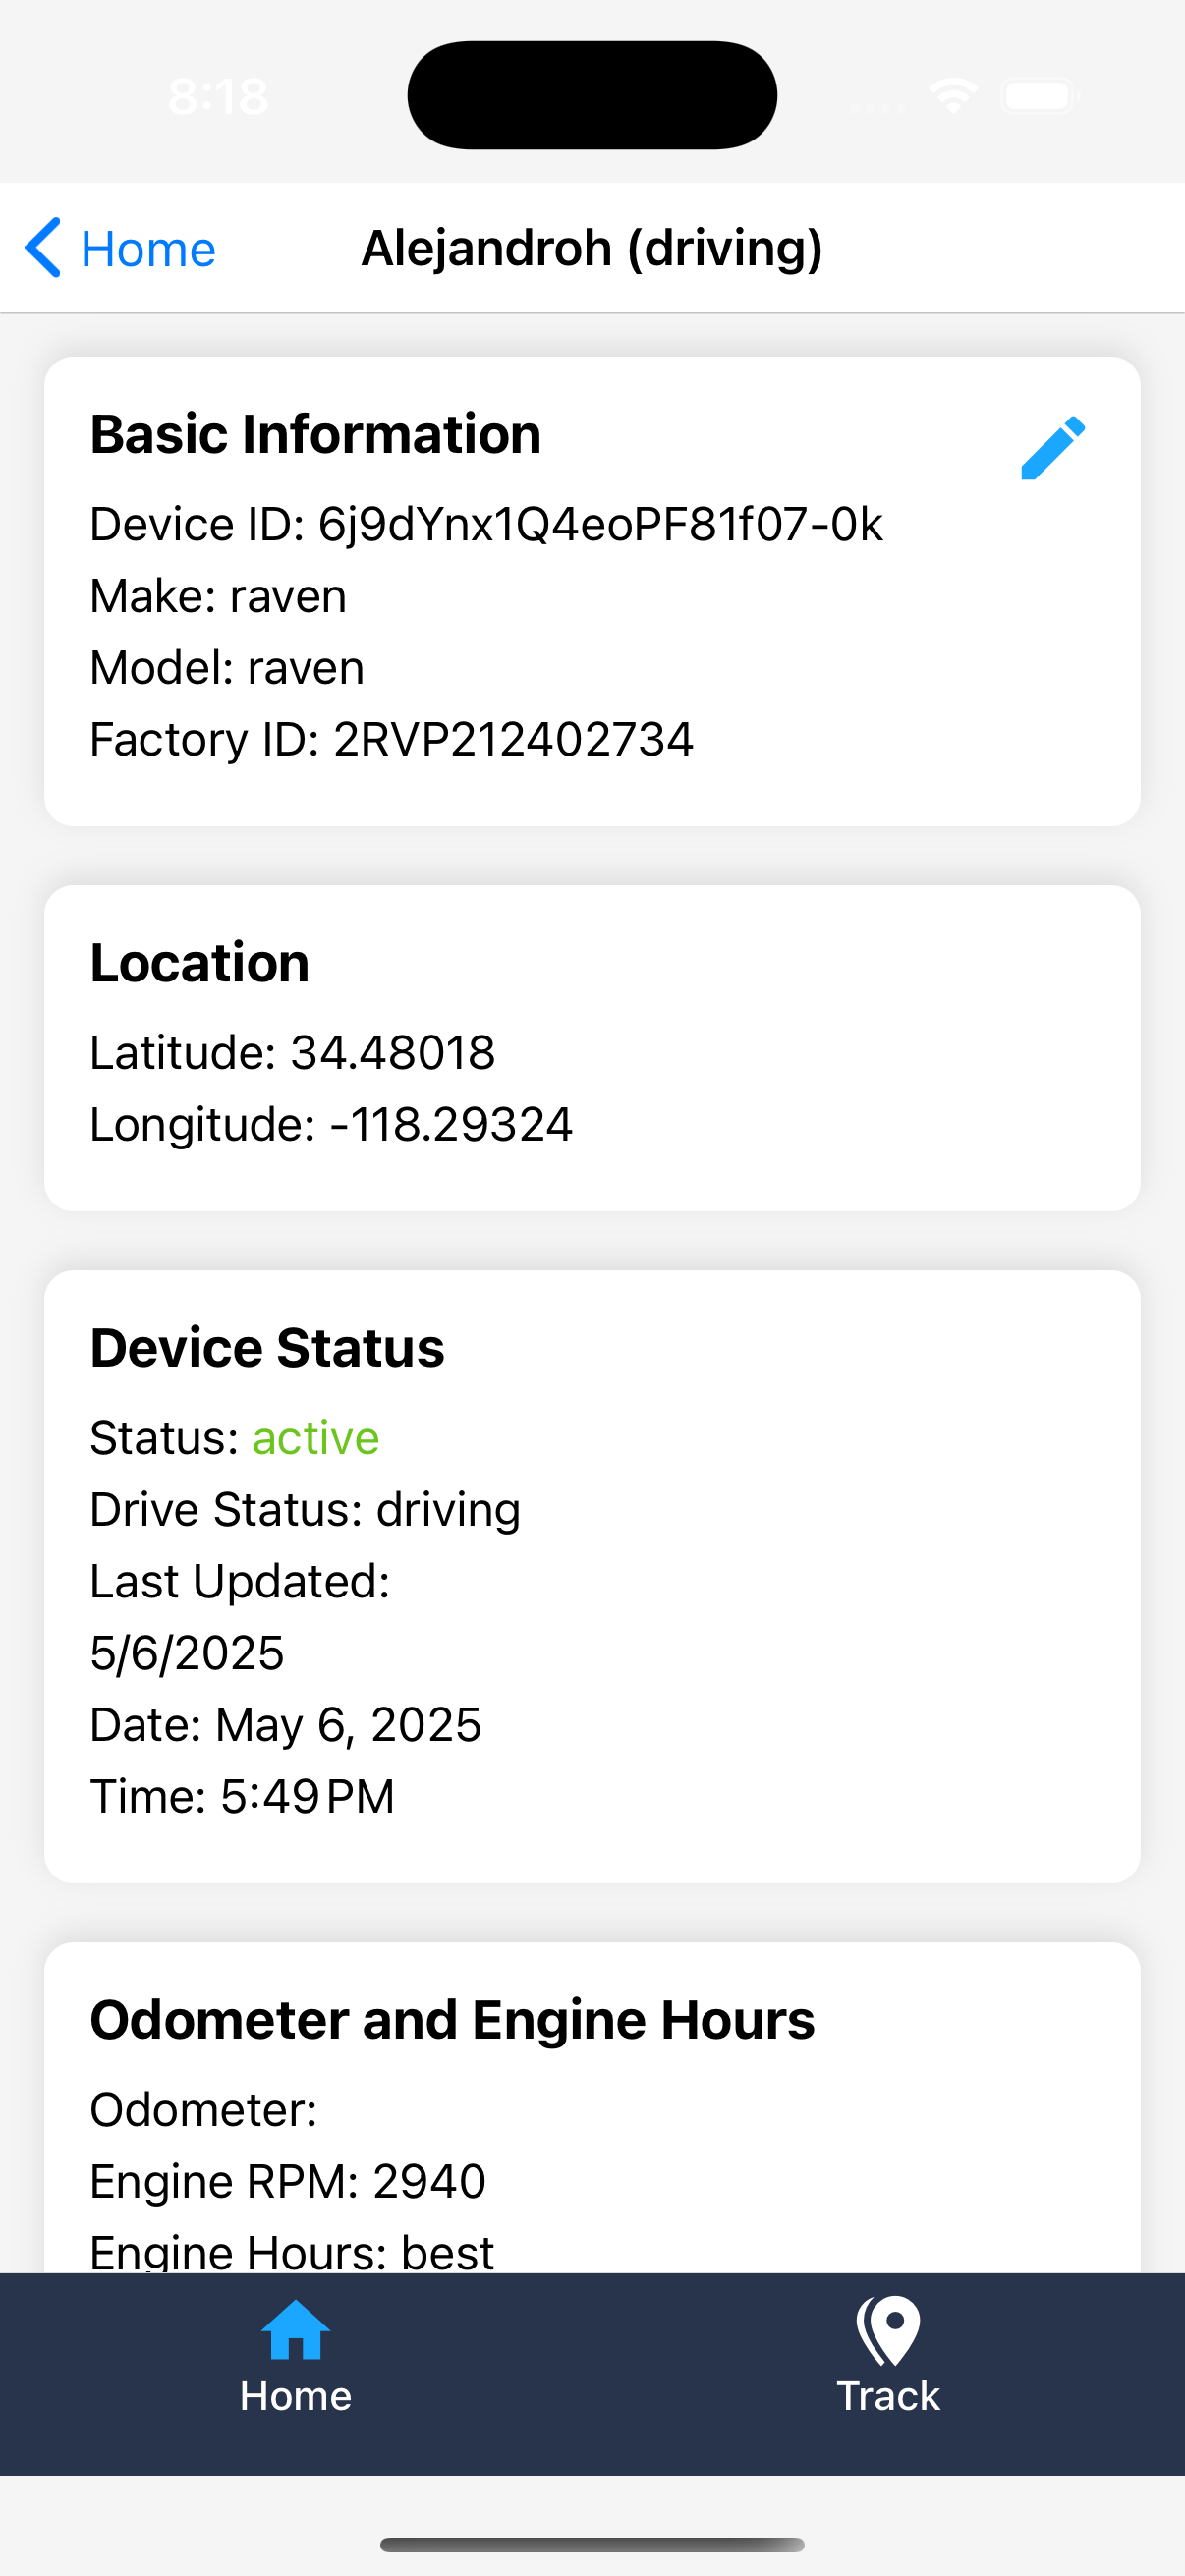 8:18
Home
Alejandroh (driving)
Basic Information
Device ID: 6j9dYnx1Q4eoPF81f07-0k
Make: raven
Model: raven
Factory ID: 2RVP212402734
Location
Latitude: 34.48018
Longitude: -118.29324
Device Status
Status: active
Drive Status: driving
Last Updated:
5/6/2025
Date: May 6, 2025
Time: 5:49 PM
Odometer and Engine Hours
Odometer:
Engine RPM: 2940
Engine Hours: best
Home
Track